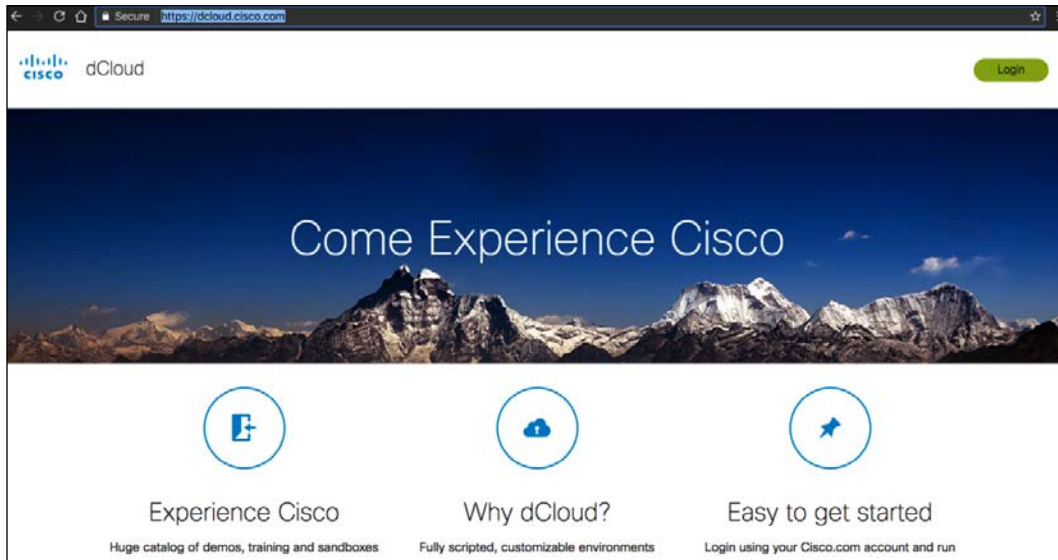 Secure https://dcloud.cisco.com
cisco dCloud Login
Come Experience Cisco
Experience Cisco Why dCloud? Easy to get started
Huge catalog of demos, training and sandboxes Fully scripted, customizable environments Login using your Cisco.com account and run